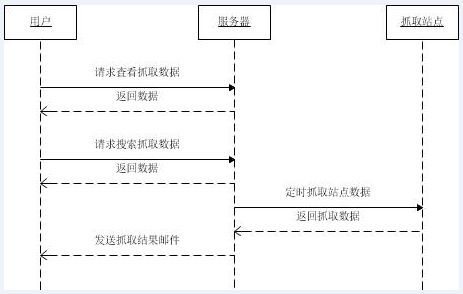 用户
服务器
抓取站点
请求查看抓取数据
返回数据
请求搜索抓取数据
返回数据
定时抓取站点数据
返回抓取数据
发送抓取结果邮件